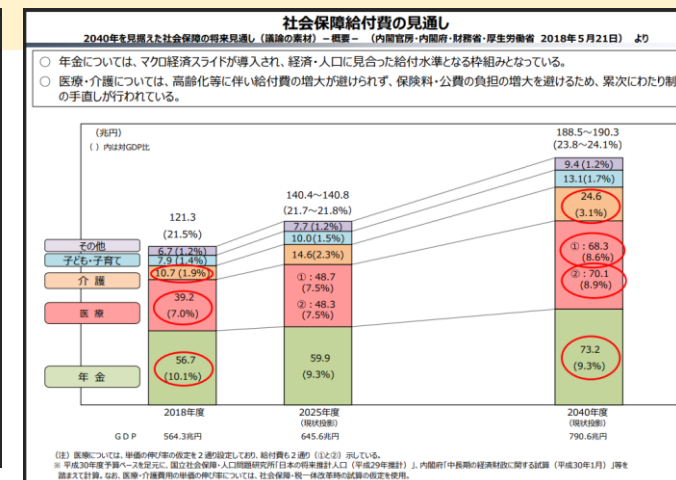 社会保障給付費の見通し
2040年を見据えた社会保障の将来見通し（議論の素材）－概要－ （内閣官房・内閣府・財務省・厚生労働省 2018年5月21日） より
○ 年金については、マクロ経済スライドが導入され、経済・人口に見合った給付水準となる枠組みとなっている。
○ 医療・介護については、高齢化等に伴い給付費の増大が避けられず、保険料・公費の負担の増大を避けるため、累次にわたり制
の手直しが行われている。
（兆円）
（ ）内は対GDP比
121.3
(21.5%)
140.4～140.8
(21.7～21.8%)
188.5～190.3
(23.8～24.1%)
その他
6.7 (1.2%)
7.7 (1.2%)
9.4 (1.2%)
子ども・子育て
7.9 (1.4%)
10.0(1.5%)
13.1(1.7%)
介 護
10.7 (1.9%)
14.6(2.3%)
24.6
(3.1%)
医 療
39.2
(7.0%)
①：48.7
(7.5%)
②：48.3
(7.5%)
①：68.3
(8.6%)
②：70.1
(8.9%)
年 金
56.7
(10.1%)
59.9
(9.3%)
73.2
(9.3%)
2018年度
2025年度
(現状投影)
2040年度
(現状投影)
ＧＤＰ 564.3兆円 645.6兆円 790.6兆円
（注）医療については、単価の伸び率の仮定を２通り設定しており、給付費も２通り（①と②）示している。
※ 平成30年度予算ベースを足元に、国立社会保障・人口問題研究所「日本の将来推計人口（平成29年推計）」、内閣府「中長期の経済財政に関する試算（平成30年1月）」等を
踏まえて計算。なお、医療・介護費用の単価の伸び率については、社会保障・税一体改革時の試算の仮定を使用。